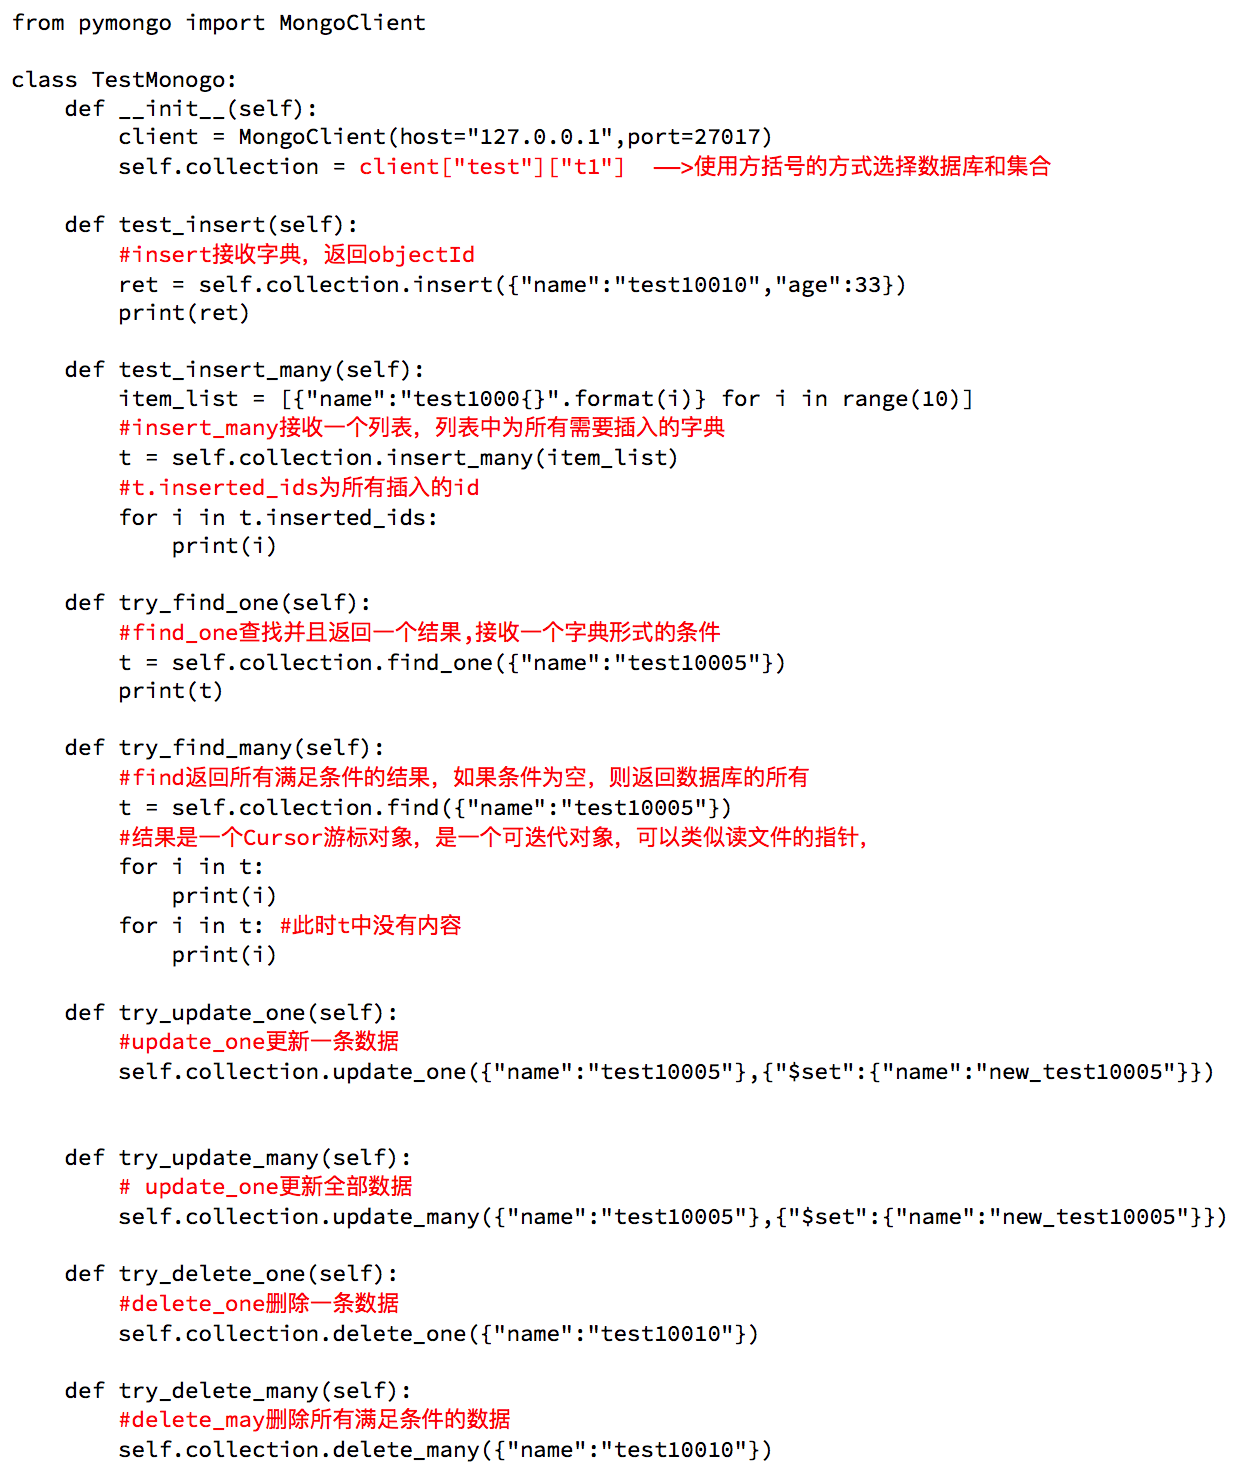 from pymongo import MongoClient
class TestMonogo:
    def __init__(self):
        client = MongoClient(host="127.0.0.1",port=27017)
        self.collection = client["test"]["t1"]  ——>使用方括号的方式选择数据库和集合
    def test_insert(self):
        #insert接收字典，返回objectId
        ret = self.collection.insert({"name":"test10010","age":33})
        print(ret)
    def test_insert_many(self):
        item_list = [{"name":"test1000{}".format(i)} for i in range(10)]
        #insert_many接收一个列表，列表中为所有需要插入的字典
        t = self.collection.insert_many(item_list)
        #t.inserted_ids为所有插入的id
        for i in t.inserted_ids:
            print(i)
    def try_find_one(self):
        #find_one查找并且返回一个结果,接收一个字典形式的条件
        t = self.collection.find_one({"name":"test10005"})
        print(t)
    def try_find_many(self):
        #find返回所有满足条件的结果，如果条件为空，则返回数据库的所有
        t = self.collection.find({"name":"test10005"})
        #结果是一个Cursor游标对象，是一个可迭代对象，可以类似读文件的指针，
        for i in t:
            print(i)
        for i in t: #此时t中没有内容
            print(i)
    def try_update_one(self):
        #update_one更新一条数据
        self.collection.update_one({"name":"test10005"},{"$set":{"name":"new_test10005"}})
    def try_update_many(self):
        # update_one更新全部数据
        self.collection.update_many({"name":"test10005"},{"$set":{"name":"new_test10005"}})
    def try_delete_one(self):
        #delete_one删除一条数据
        self.collection.delete_one({"name":"test10010"})
    def try_delete_many(self):
        #delete_may删除所有满足条件的数据
        self.collection.delete_many({"name":"test10010"})